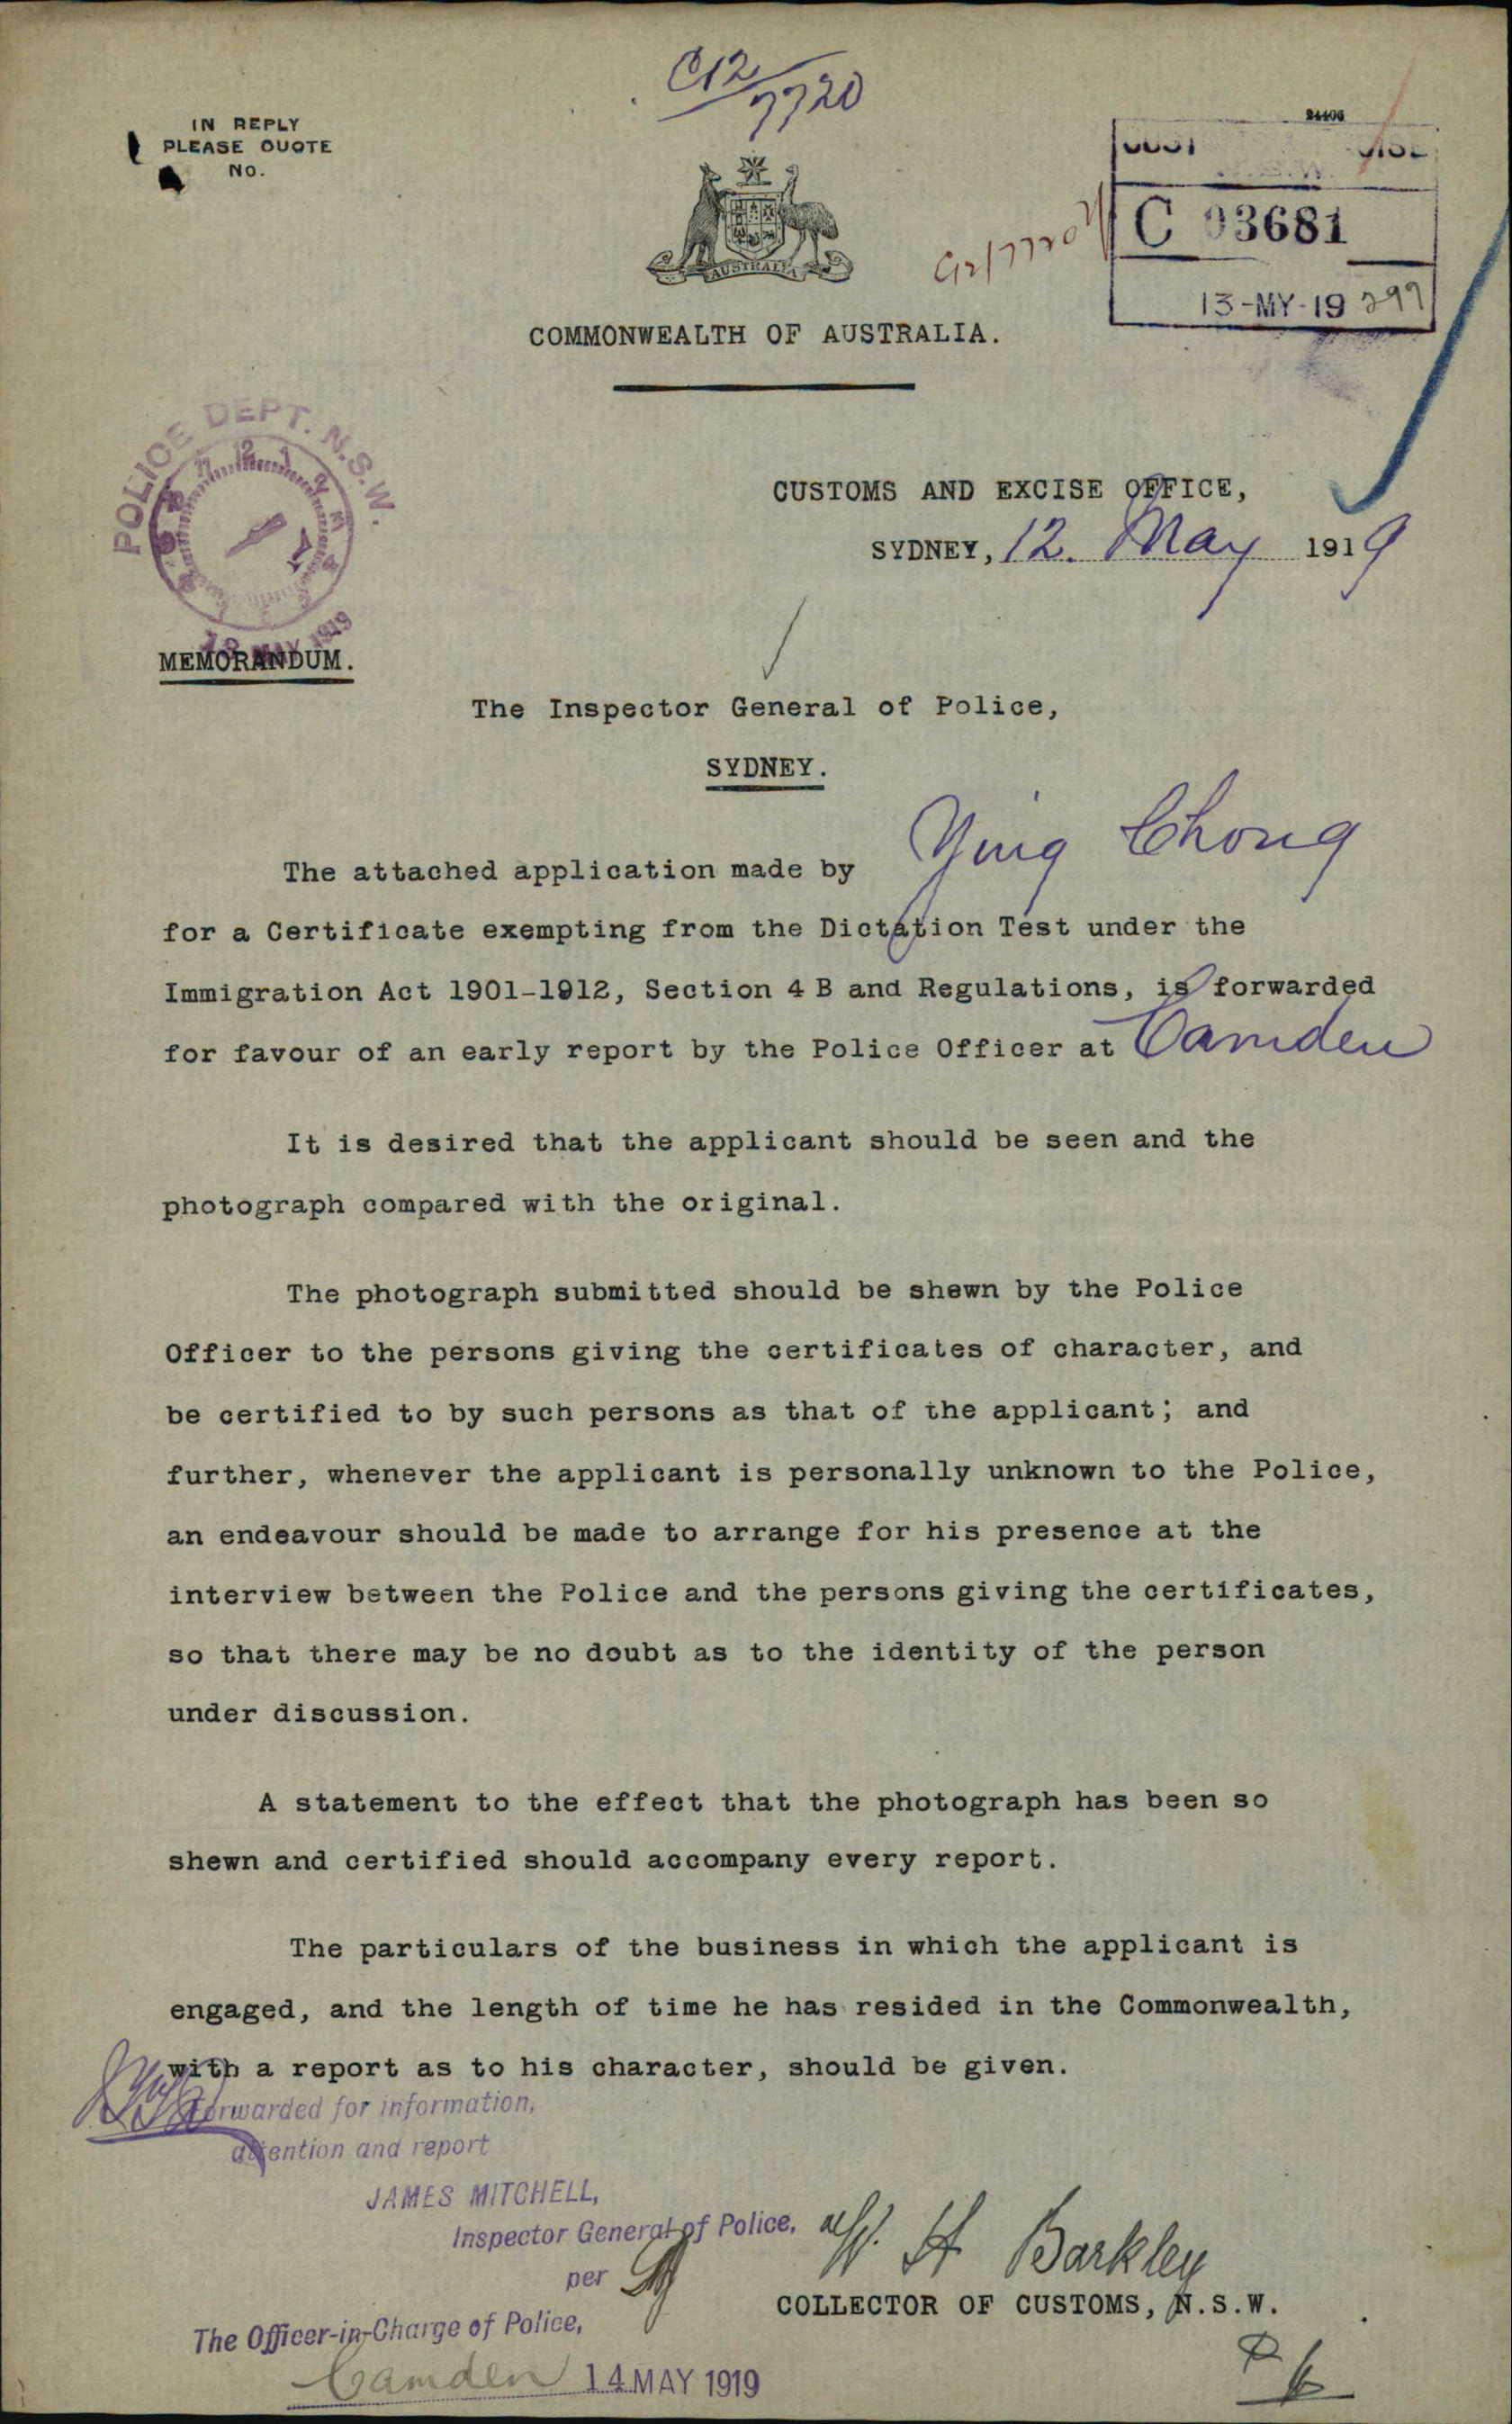 C12/7720
IN REPLY
PLEASE QUOTE
NO.
24406
C 93681
13-MY-19 299
C12/7720
AUSTRALIA
COMMONWEALTH OF AUSTRALIA.
POLICE DEPT. N.S.W.
13 MAY 1919
CUSTOMS AND EXCISE OFFICE,
SYDNEY, 12. May 1919
MEMORANDUM.
The Inspector General of Police,
SYDNEY.
The attached application made by Ying Chong
for a Certificate exempting from the Dictation Test under the
Immigration Act 1901-1912, Section 4 B and Regulations, is forwarded
for favour of an early report by the Police Officer at Camden
It is desired that the applicant should be seen and the
photograph compared with the original.
The photograph submitted should be shewn by the Police
Officer to the persons giving the certificates of character, and
be certified to by such persons as that of the applicant; and
further, whenever the applicant is personally unknown to the Police,
an endeavour should be made to arrange for his presence at the
interview between the Police and the persons giving the certificates,
so that there may be no doubt as to the identity of the person
under discussion.
A statement to the effect that the photograph has been so
shewn and certified should accompany every report.
The particulars of the business in which the applicant is
engaged, and the length of time he has resided in the Commonwealth,
with a report as to his character, should be given.
Forwarded for information,
attention and report
JAMES MITCHELL,
Inspector General of Police,
per
W. H Barkley
COLLECTOR OF CUSTOMS, N.S.W.
The Officer-in-Charge of Police,
Camden 14 MAY 1919